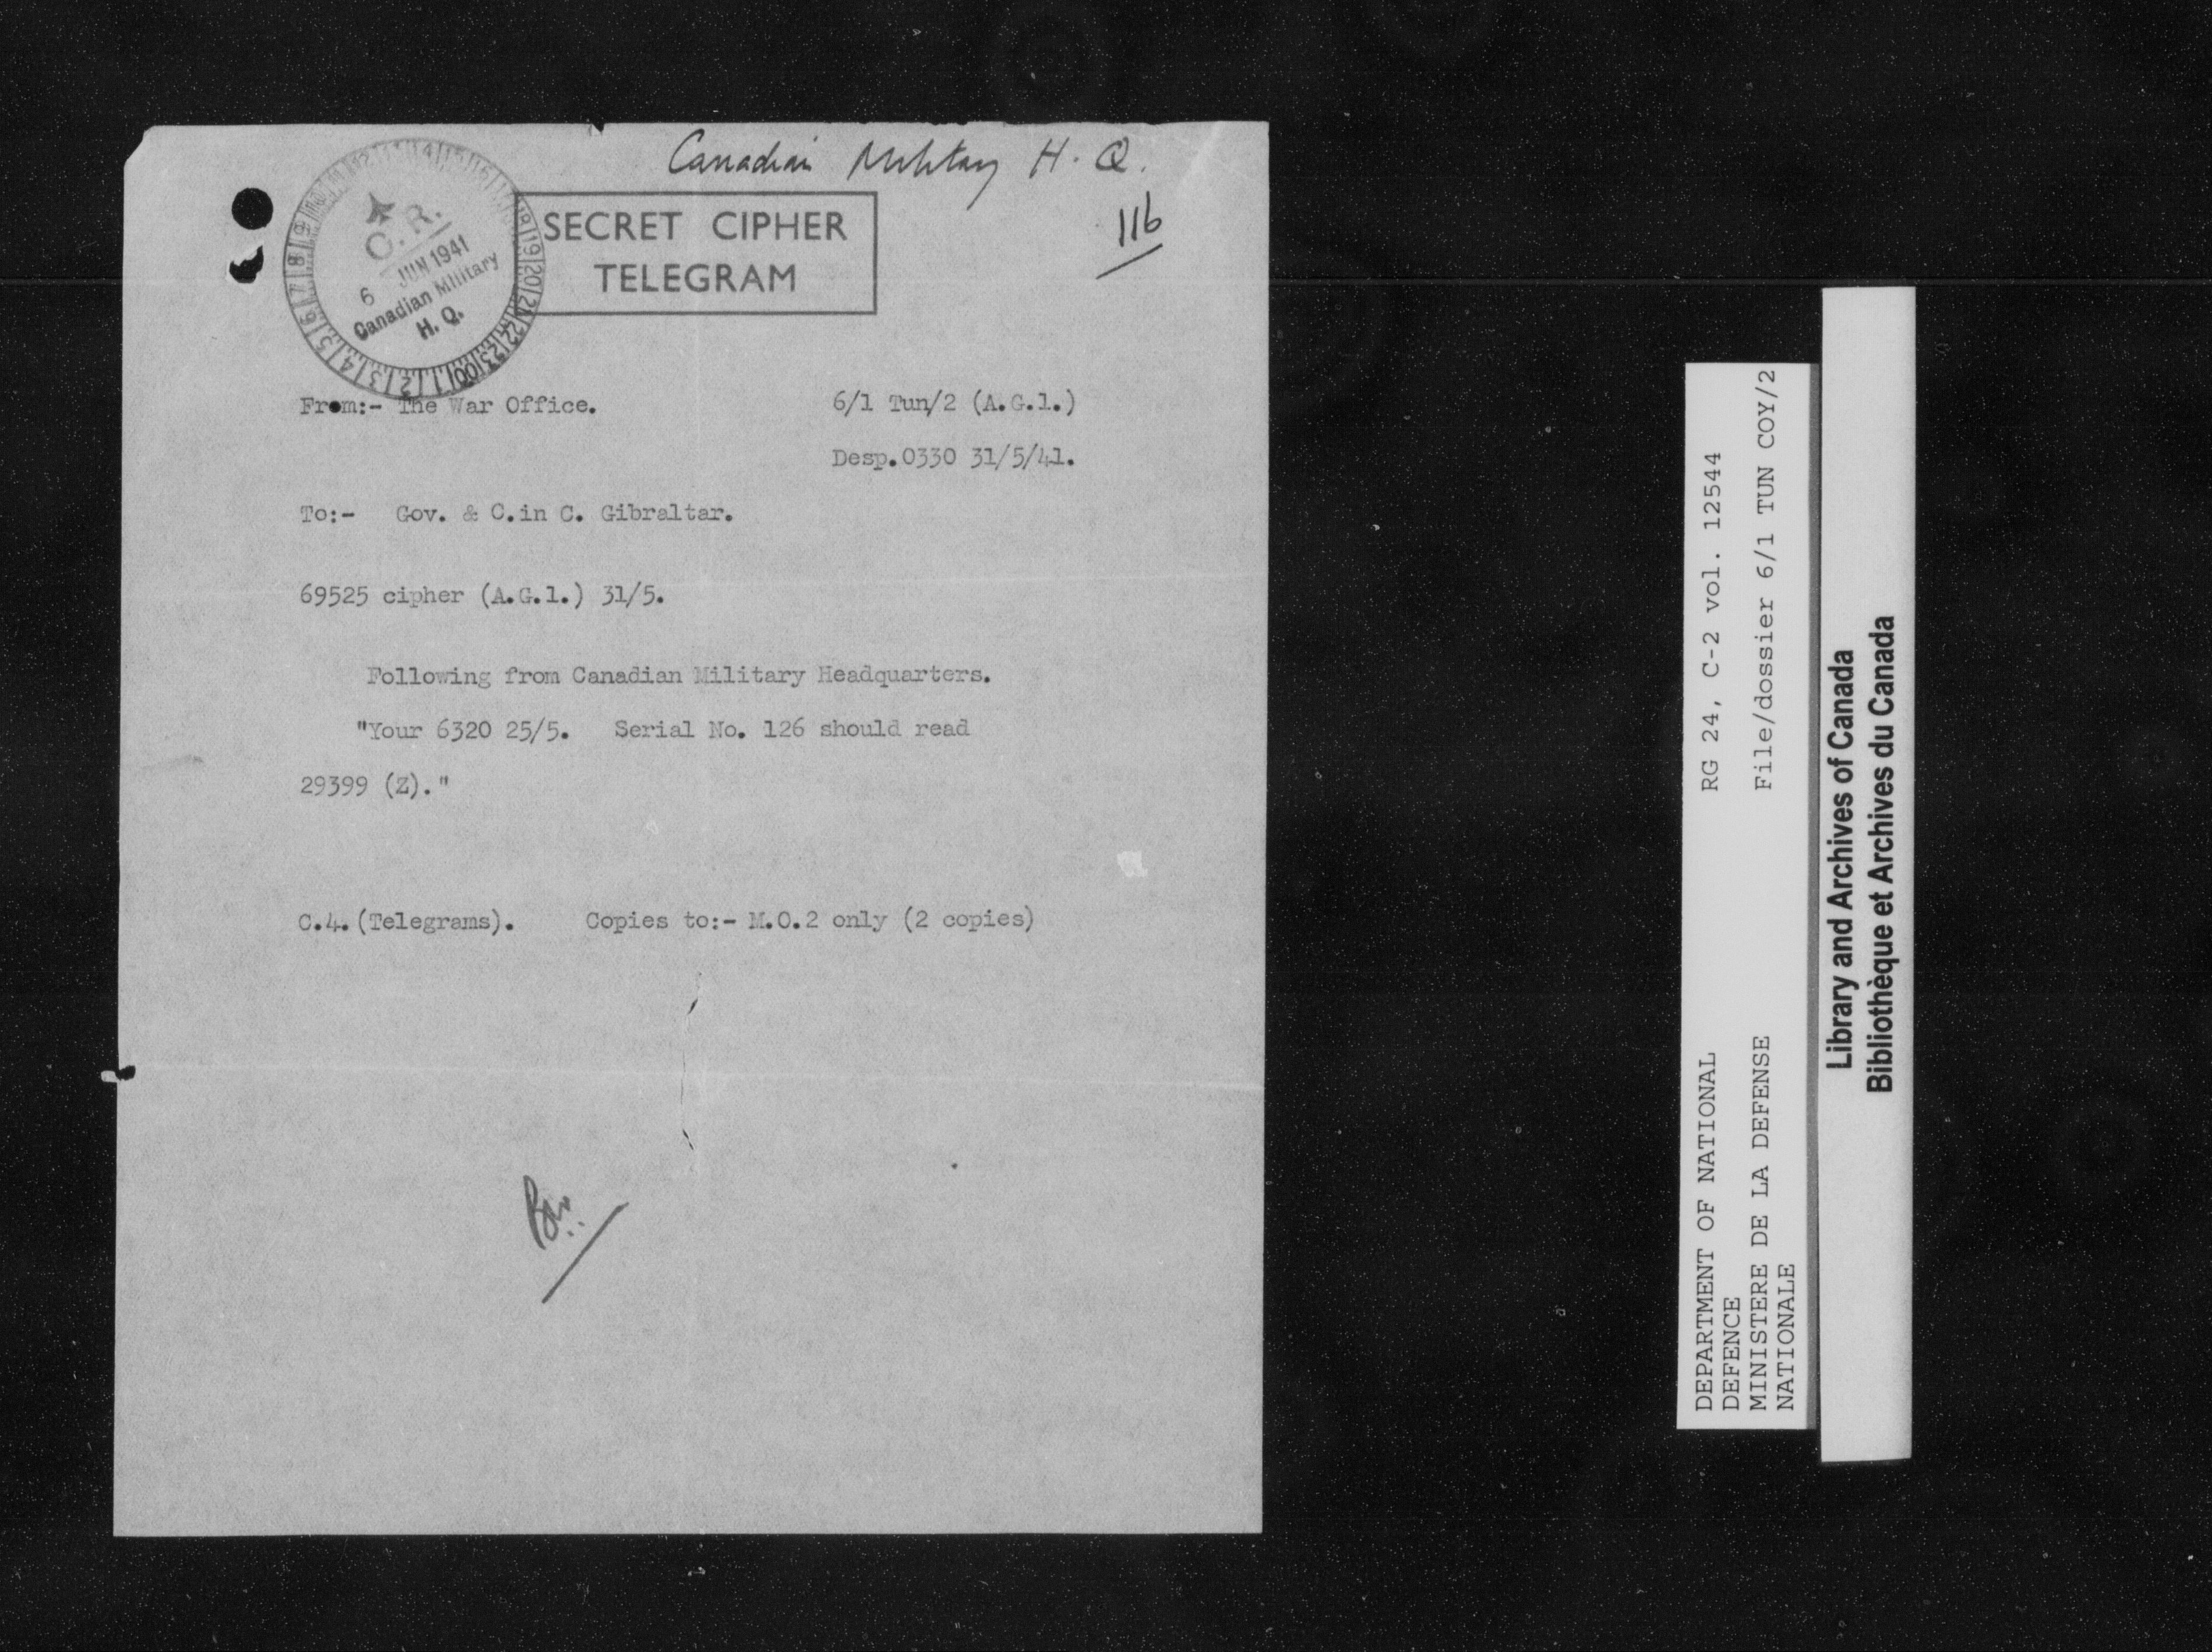 Canadian Military H. Q.
116
SECRET CIPHER
TELEGRAM
C. R.
6 JUN 1941
Canadian Military
H. Q.
From:- The War Office.
6/1 Tun/2 (A.G.1.)
Desp.0330 31/5/41.
To:- Gov. & C.in C. Gibraltar.
69525 cipher (A.G.1.) 31/5.
Following from Canadian Military Headquarters.
"Your 6320 25/5. Serial No. 126 should read
29399 (Z)."
C.4.(Telegrams). Copies to:- M.O.2 only (2 copies)
DEPARTMENT OF NATIONAL
DEFENCE
MINISTERE DE LA DEFENSE
NATIONALE
RG 24, C-2 vol. 12544
File/dossier 6/1 TUN COY/2
Library and Archives of Canada
Bibliothèque et Archives du Canada